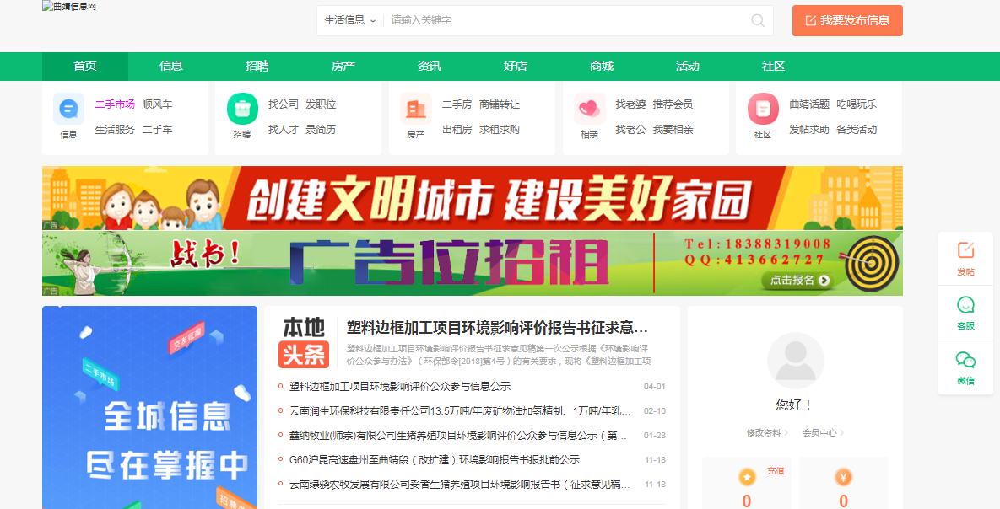 曲靖信息网
生活信息 请输入关键字
我要发布信息
首页 信息 招聘 房产 资讯 好店 商城 活动 社区
二手市场 顺风车
生活服务 二手车
信息
找公司 发职位
找人才 录简历
招聘
二手房 商铺转让
出租房 求租求购
房产
找老婆 推荐会员
找老公 我要相亲
相亲
曲靖话题 吃喝玩乐
发帖求助 各类活动
社区
创建文明城市 建设美好家园
广告
战书!
广告位招租
Tel:18388319008
QQ:413662727
点击报名
广告
交友征婚
二手市场
全城信息
尽在掌握中
本地
头条
塑料边框加工项目环境影响评价报告书征求意...
塑料边框加工项目环境影响评价报告书征求意见稿第一次公示根据《环境影响评
价公众参与办法》（环保部令[2018]第4号）的有关要求，现将《塑料边框加工项
塑料边框加工项目环境影响评价公众参与信息公示 04-01
云南润生环保科技有限责任公司13.5万吨/年废矿物油加氢精制、1万吨/年乳... 02-10
鑫纳牧业(师宗)有限公司生猪养殖项目环境影响评价公众参与信息公示（第... 01-28
G60沪昆高速盘州至曲靖段（改扩建）环境影响报告书报批前公示 11-18
云南绿骁农牧发展有限公司妥者生猪养殖项目环境影响报告书（征求意见稿... 11-18
您好！
修改资料 会员中心
充值
0
¥
0
发帖
客服
微信